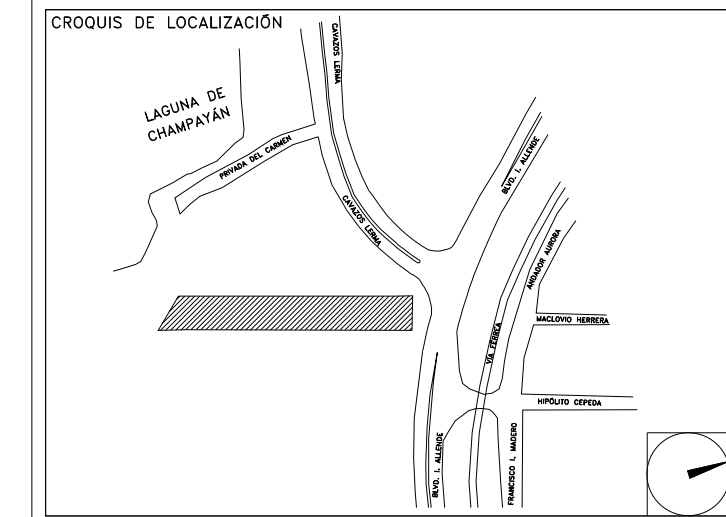 CROQUIS DE LOCALIZACIÓN
CAVAZOS LERMA
LAGUNA DE
CHAMPAYÁN
PRIVADA DEL CARMEN
BLVD. I. ALLENDE
CAVAZOS LERMA
ANDADOR AURORA
MACLOVIO HERRERA
VÍA FÉRREA
HIPÓLITO CEPEDA
BLVD. I. ALLENDE
FRANCISCO I. MADERO